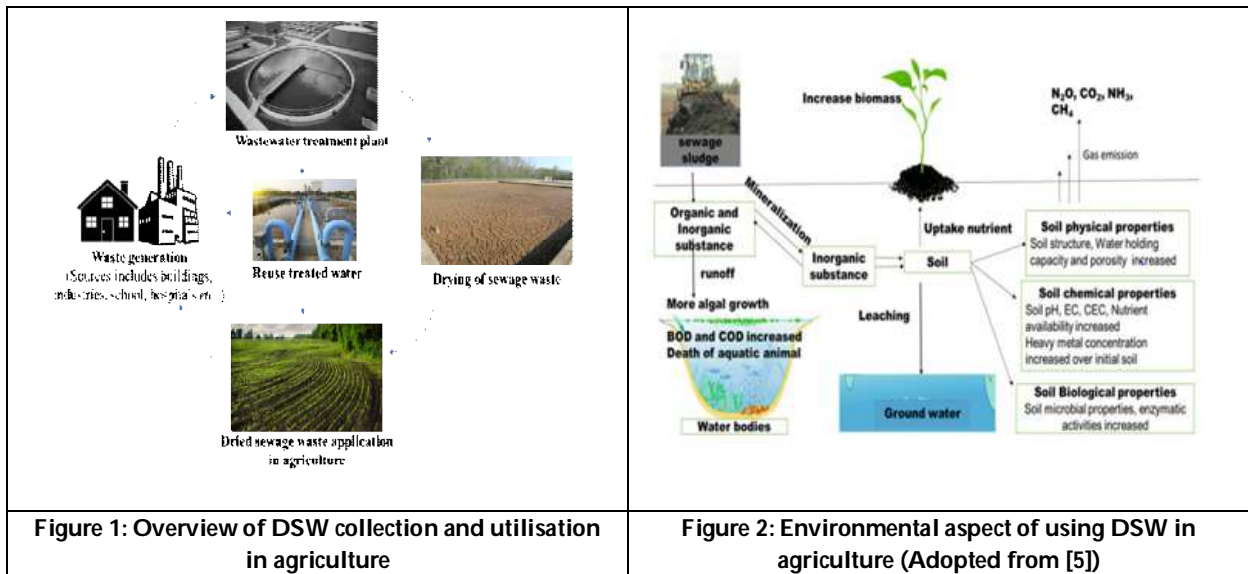 Wastewater treatment plant
Waste generation
(Sources includes buildings,
industries, school, hospitals etc..)
Reuse treated water
Drying of sewage waste
Dried sewage waste application
in agriculture
Figure 1: Overview of DSW collection and utilisation
in agriculture
sewage
sludge
Increase biomass
N₂O, CO₂, NH₃,
CH₄
Gas emission
Organic and
Inorganic
substance
Mineralization
Inorganic
substance
Uptake nutrient
Soil
runoff
More algal growth
BOD and COD increased
Death of aquatic animal
Water bodies
Leaching
Ground water
Soil physical properties
Soil structure, Water holding
capacity and porosity increased
Soil chemical properties
Soil pH, EC, CEC, Nutrient
availability increased
Heavy metal concentration
increased over initial soil
Soil Biological properties
Soil microbial properties, enzymatic
activities increased
Figure 2: Environmental aspect of using DSW in
agriculture (Adopted from [5])